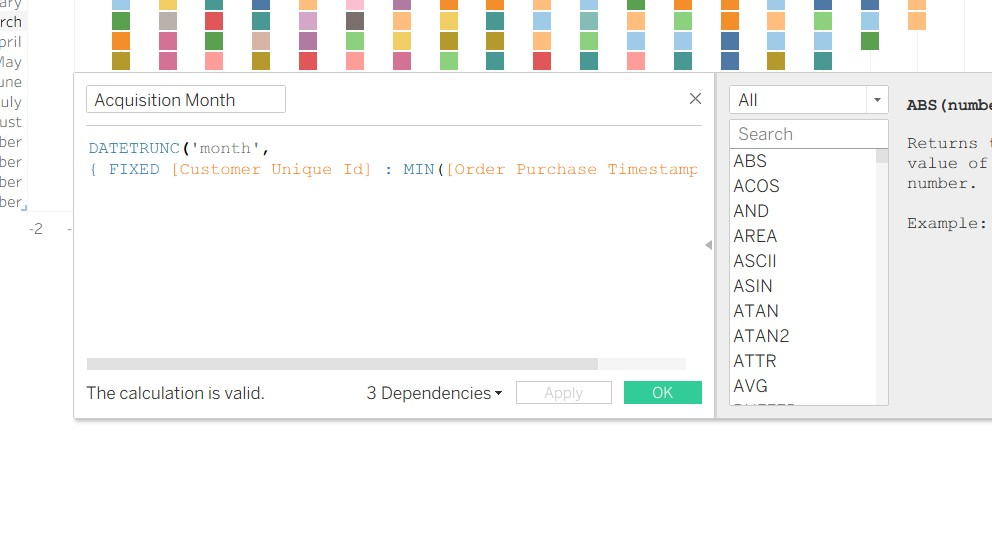 ary
rch
pril
May
une
July
ust
ber
ber
ber
ber
-2 -
Acquisition Month
DATETRUNC('month',
{ FIXED [Customer Unique Id] : MIN([Order Purchase Timestamp
The calculation is valid.
3 Dependencies
Apply
OK
All
Search
ABS
ACOS
AND
AREA
ASCII
ASIN
ATAN
ATAN2
ATTR
AVG
ABS(numbe
Returns t
value of
number.
Example: